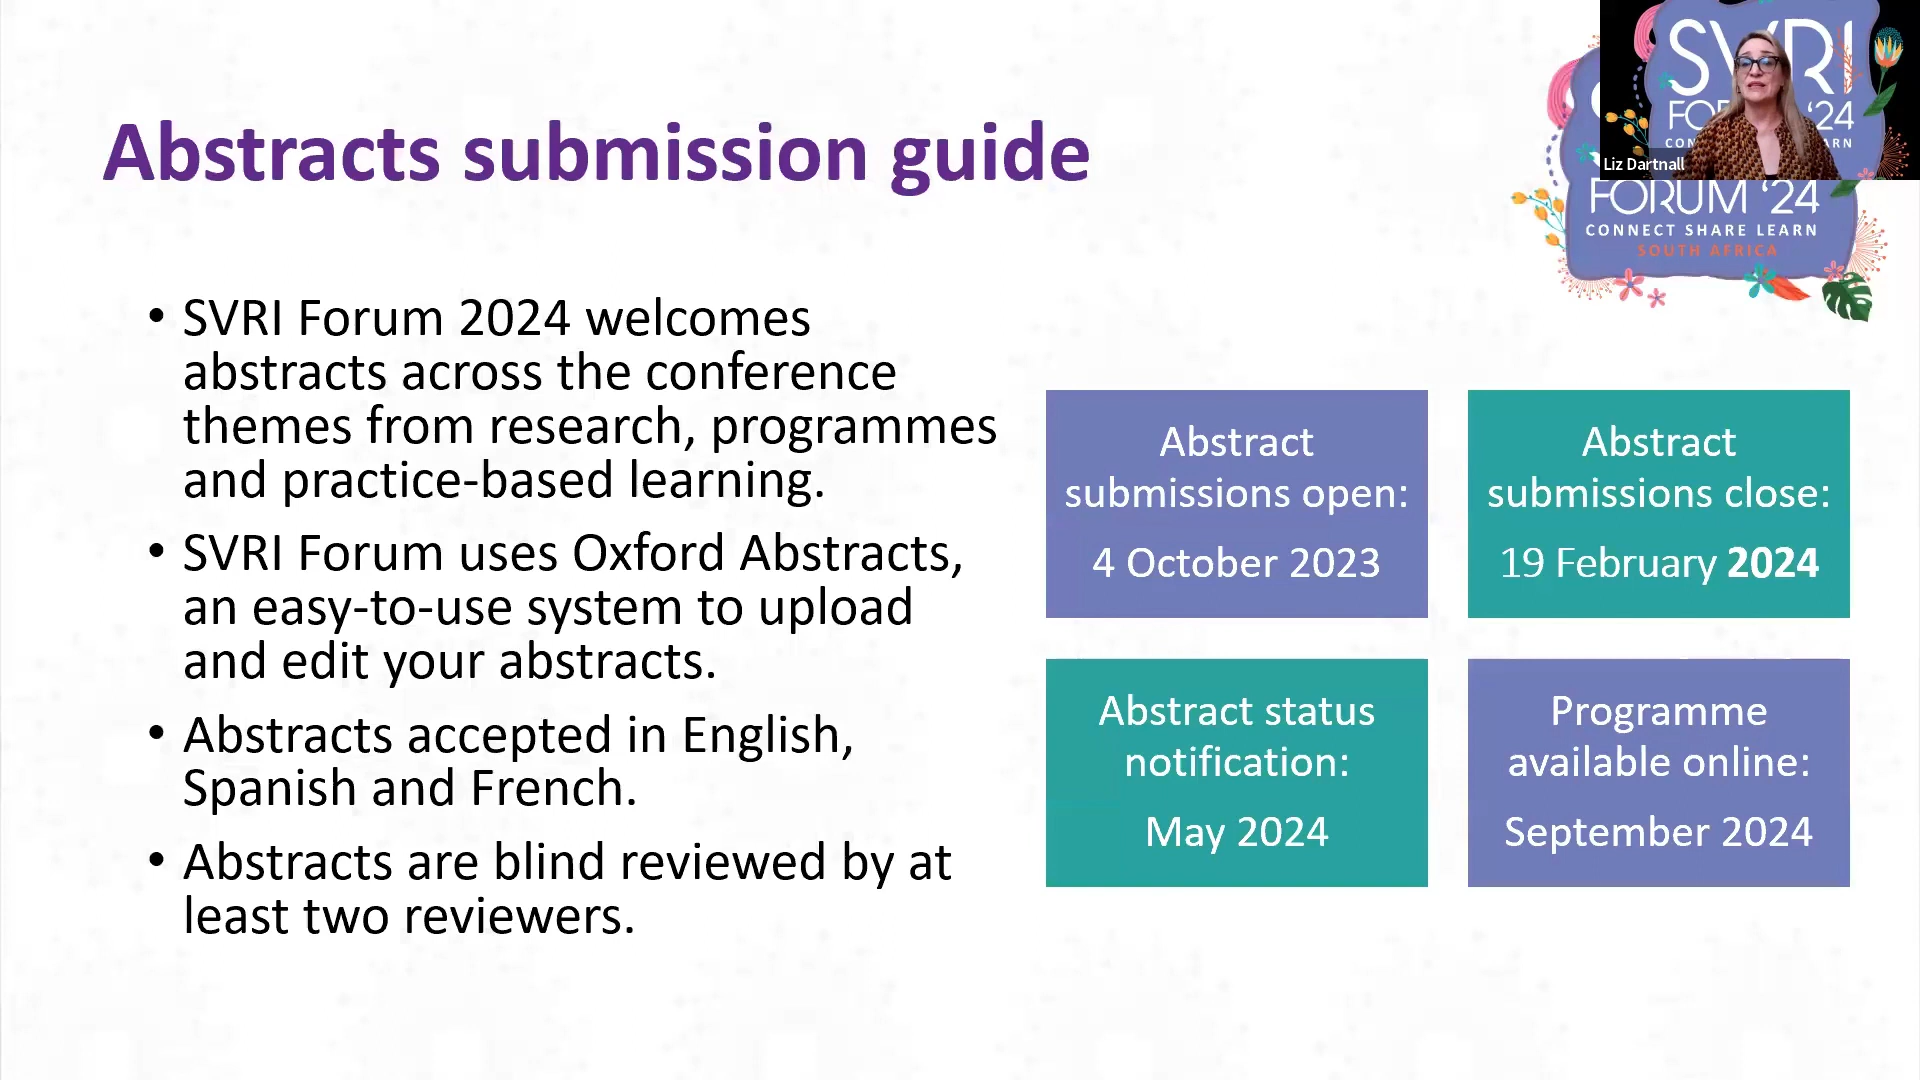 Abstracts submission guide
• SVRI Forum 2024 welcomes
abstracts across the conference
themes from research, programmes
and practice-based learning.
• SVRI Forum uses Oxford Abstracts,
an easy-to-use system to upload
and edit your abstracts.
• Abstracts accepted in English,
Spanish and French.
• Abstracts are blind reviewed by at
least two reviewers.
Abstract
submissions open:
4 October 2023
Abstract
submissions close:
19 February 2024
Abstract status
notification:
May 2024
Programme
available online:
September 2024
SVRI
Liz Dartnall
FORUM ‘24
CONNECT SHARE LEARN
SOUTH AFRICA